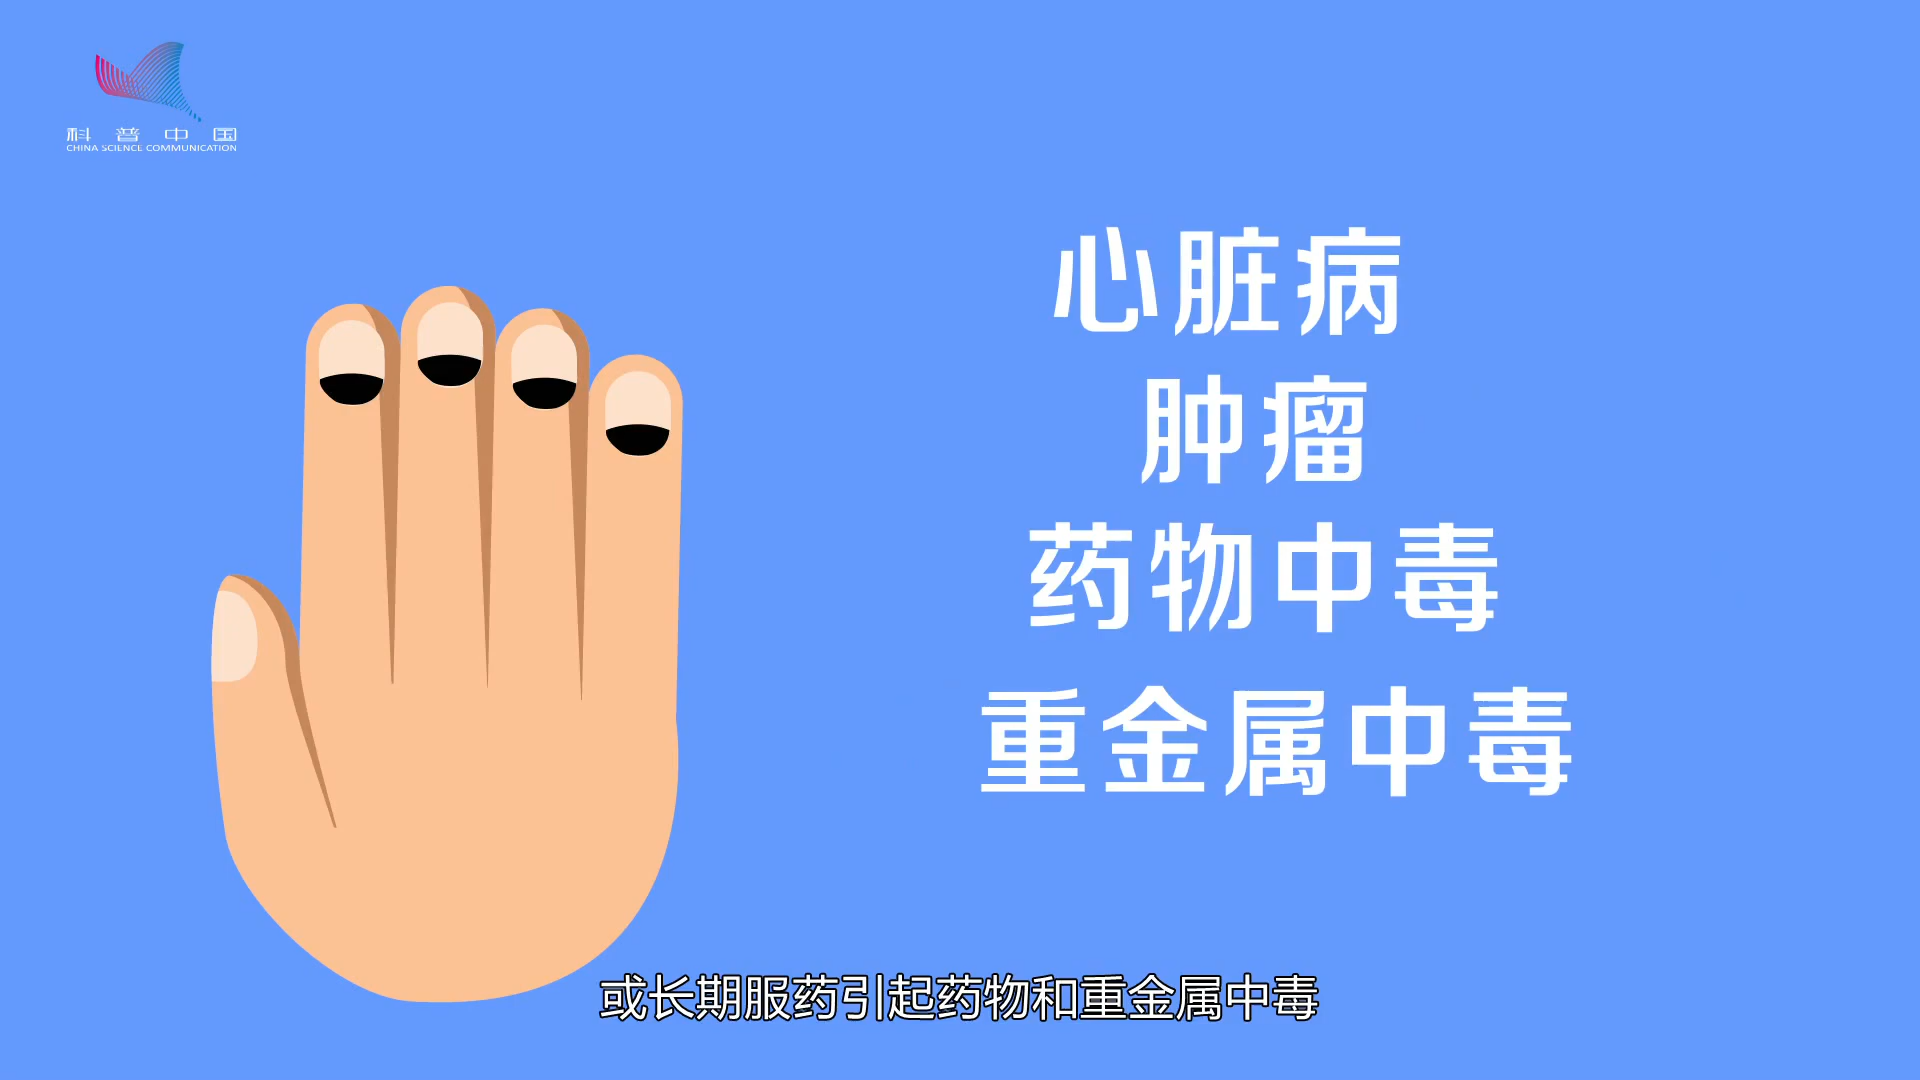 科普中国
CHINA SCIENCE COMMUNICATION
心脏病
肿瘤
药物中毒
重金属中毒
或长期服药引起药物和重金属中毒